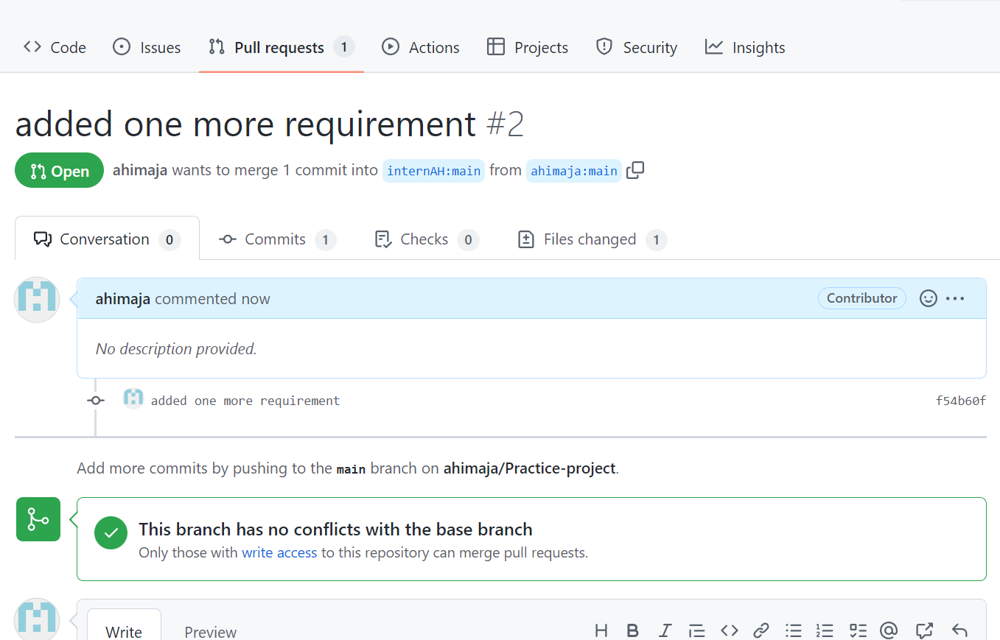 Code Issues Pull requests 1 Actions Projects Security Insights
added one more requirement #2
Open ahimaja wants to merge 1 commit into internAH:main from ahimaja:main
Conversation 0 Commits 1 Checks 0 Files changed 1
ahimaja commented now Contributor
No description provided.
added one more requirement f54b60f
Add more commits by pushing to the main branch on ahimaja/Practice-project.
This branch has no conflicts with the base branch
Only those with write access to this repository can merge pull requests.
Write Preview